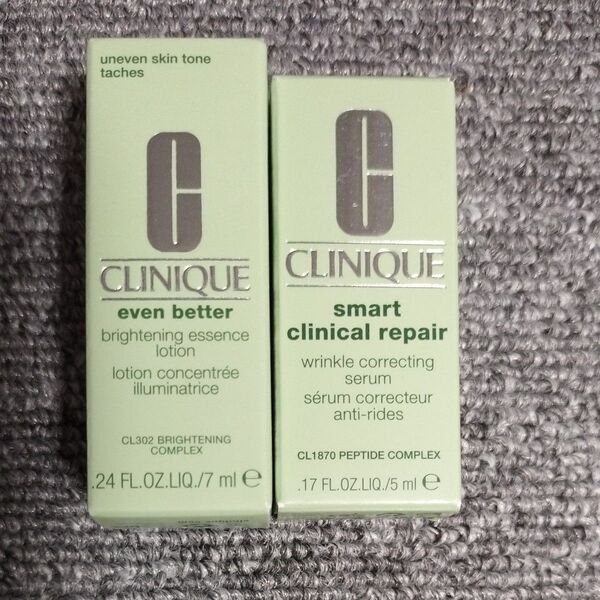 uneven skin tone
taches
CLINIQUE
even better
brightening essence
lotion
lotion concentrée
illuminatrice
CL302 BRIGHTENING
COMPLEX
.24 FL.OZ.LIQ./7 ml ℮
CLINIQUE
smart
clinical repair
wrinkle correcting
serum
sérum correcteur
anti-rides
CL1870 PEPTIDE COMPLEX
.17 FL.OZ.LIQ./5 ml ℮